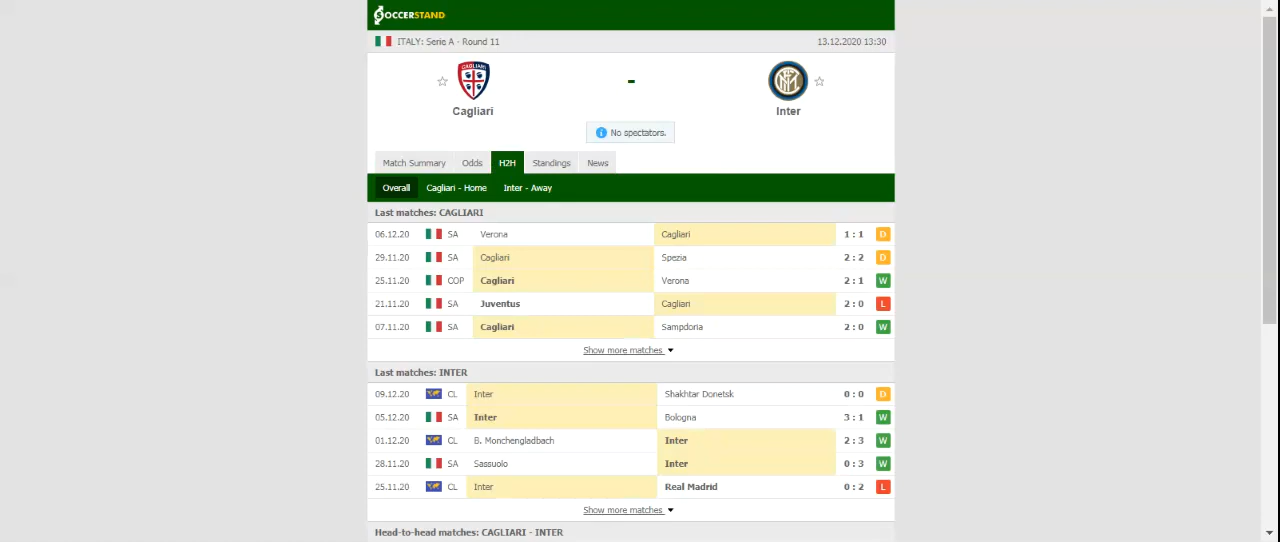 SOCCERSTAND
ITALY: Serie A - Round 11 13.12.2020 13:30
CAGLIARI
-
Cagliari Inter
No spectators.
Match Summary Odds H2H Standings News
Overall Cagliari - Home Inter - Away
Last matches: CAGLIARI
06.12.20 SA Verona Cagliari 1 : 1 D
29.11.20 SA Cagliari Spezia 2 : 2 D
25.11.20 COP Cagliari Verona 2 : 1 W
21.11.20 SA Juventus Cagliari 2 : 0 L
07.11.20 SA Cagliari Sampdoria 2 : 0 W
Show more matches
Last matches: INTER
09.12.20 CL Inter Shakhtar Donetsk 0 : 0 D
05.12.20 SA Inter Bologna 3 : 1 W
01.12.20 CL B. Monchengladbach Inter 2 : 3 W
28.11.20 SA Sassuolo Inter 0 : 3 W
25.11.20 CL Inter Real Madrid 0 : 2 L
Show more matches
Head-to-head matches: CAGLIARI - INTER